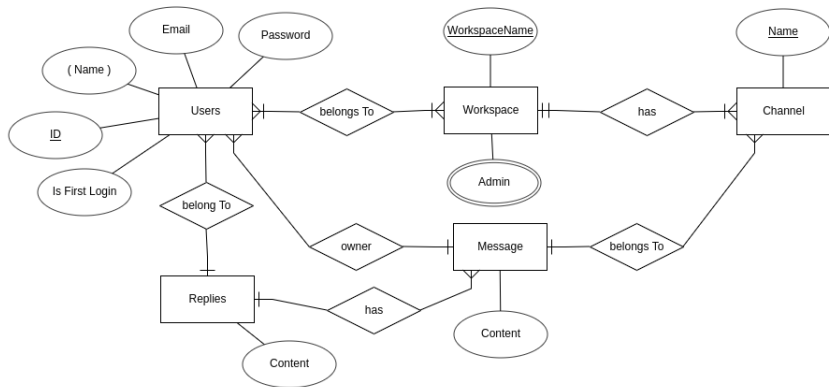 Email
Password
WorkspaceName
Name
( Name )
Users
belongs To
Workspace
has
Channel
ID
Is First Login
Admin
belong To
owner
Message
belongs To
Replies
has
Content
Content